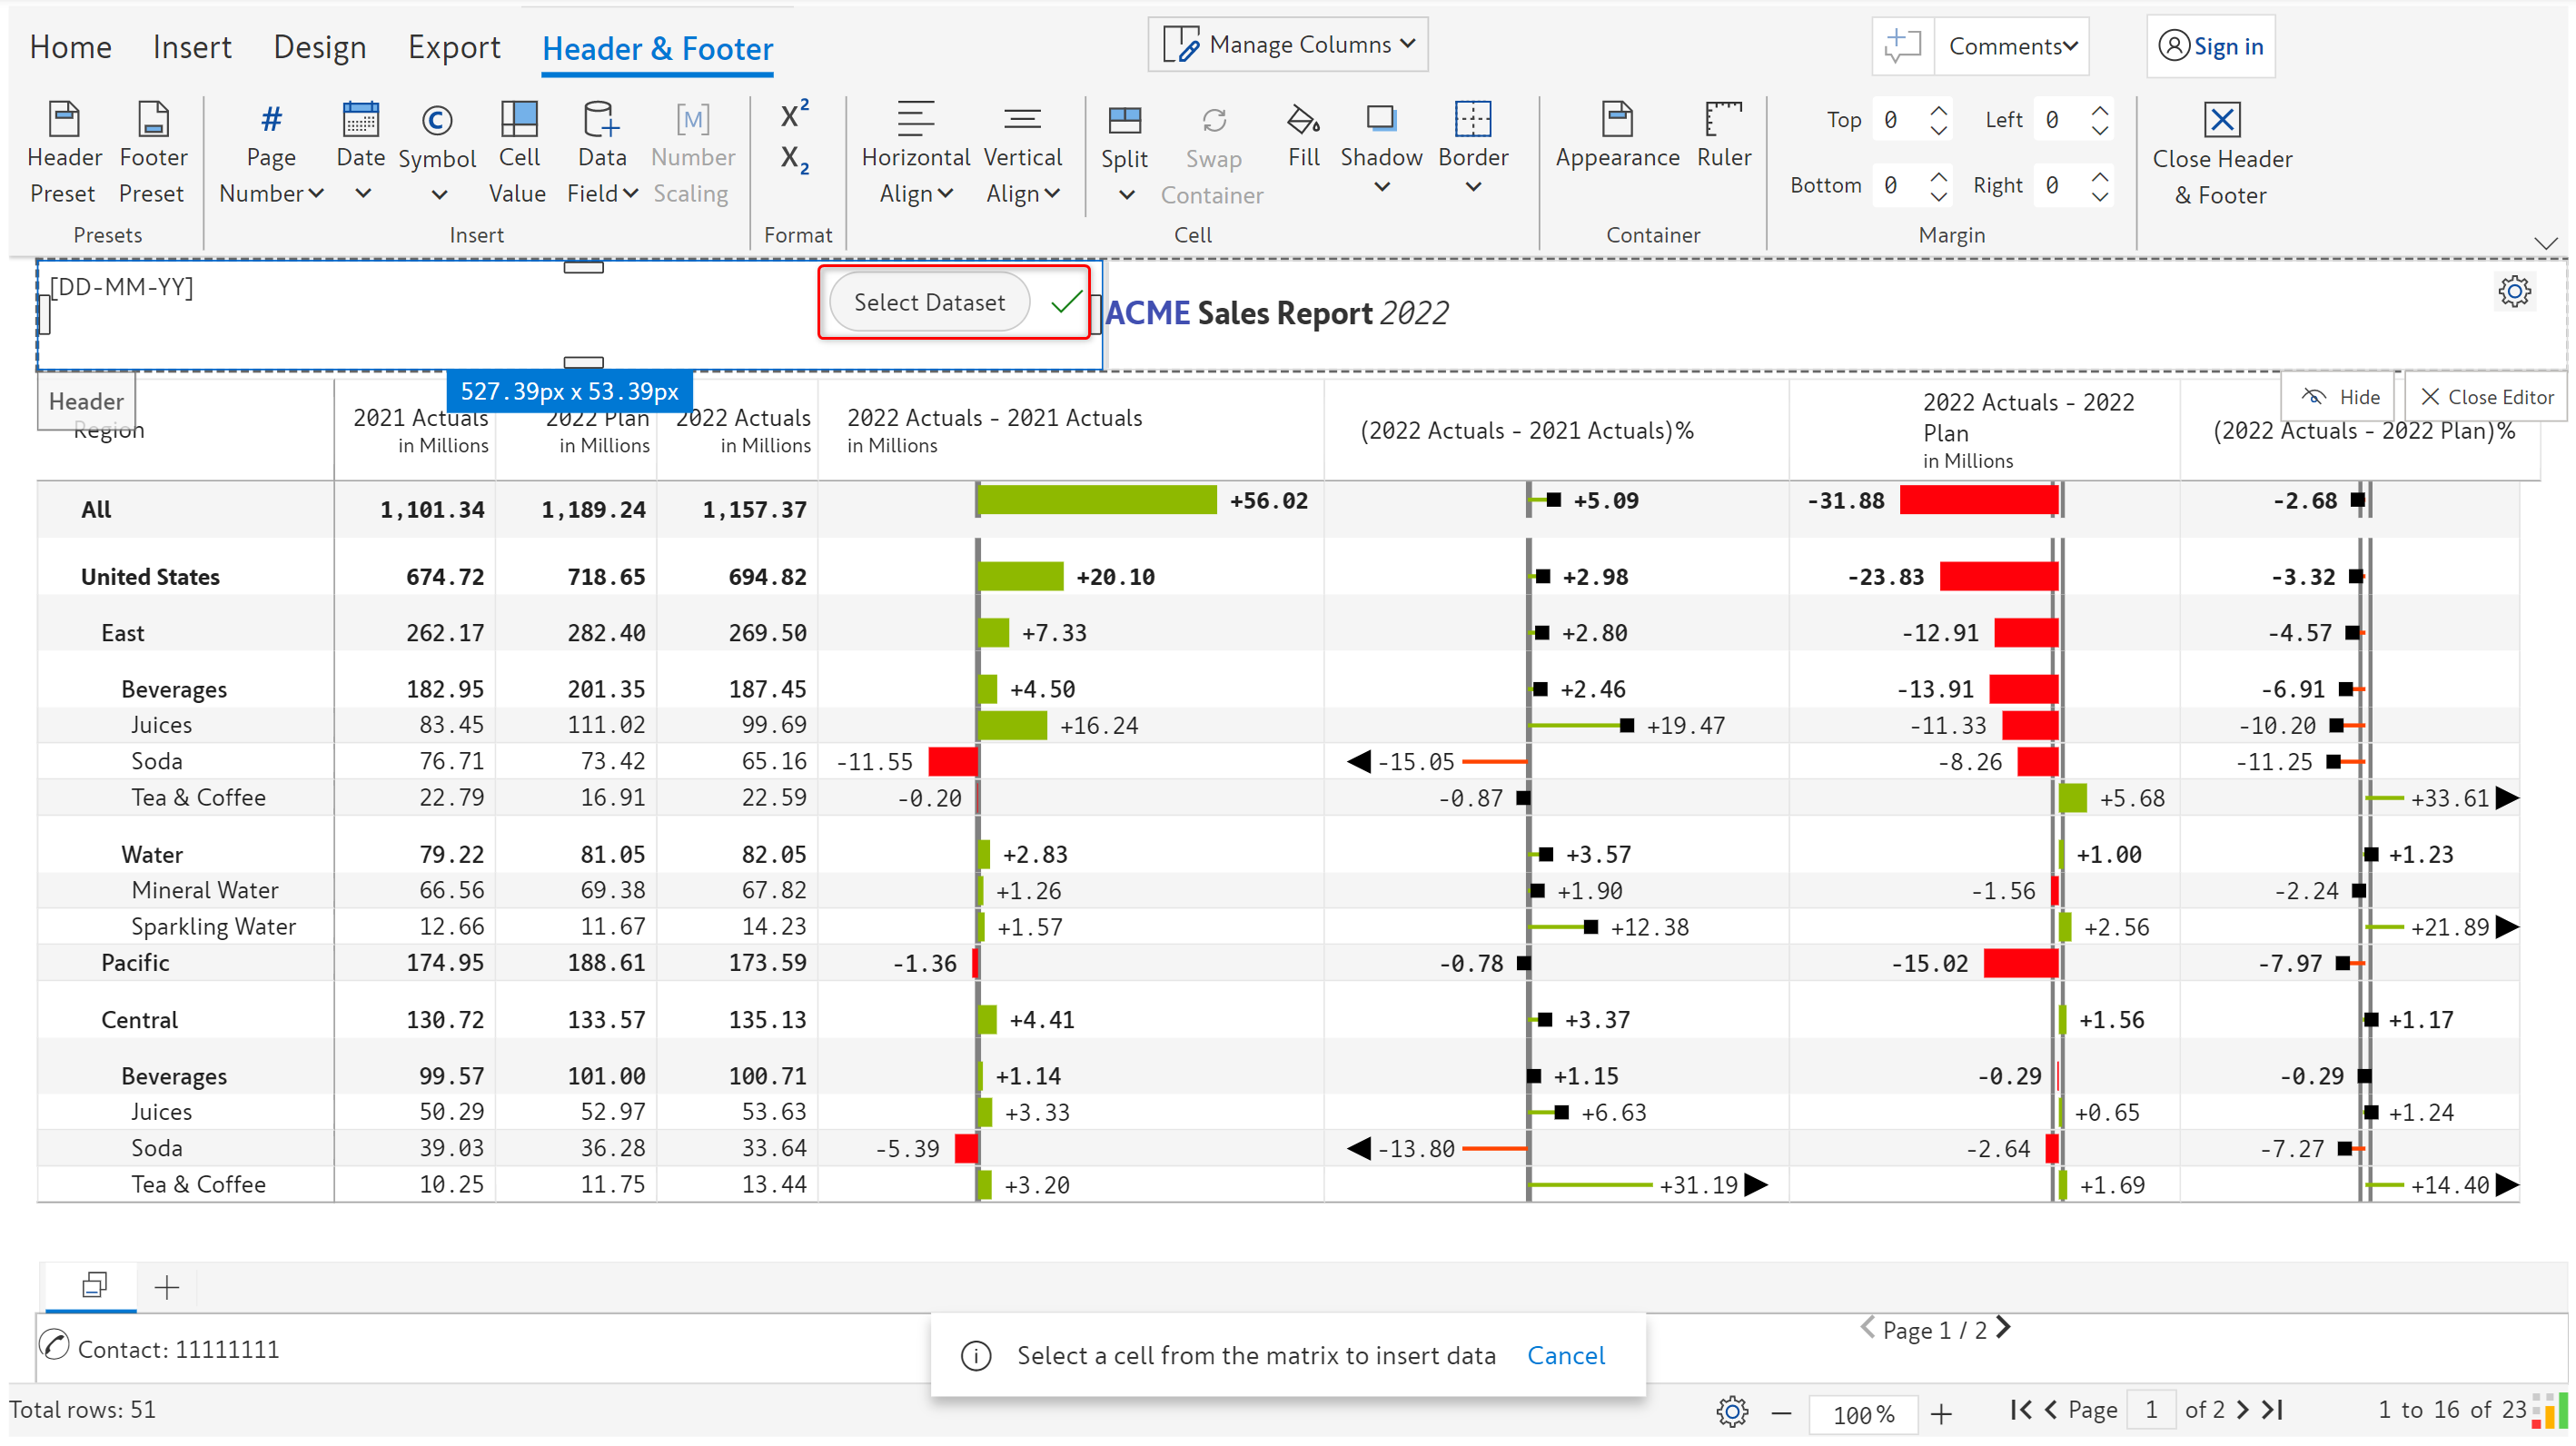 Home Insert Design Export Header & Footer Manage Columns Comments Sign in
Header Preset
Footer Preset
Presets
# Page Number
Date
Symbol
Cell Value
Data Field
[M] Number Scaling
Insert
X² X₂
Format
Horizontal Align
Vertical Align
Split
Swap Container
Fill
Shadow
Border
Cell
Appearance
Ruler
Container
Top 0 Left 0
Bottom 0 Right 0
Margin
Close Header & Footer
[DD-MM-YY] Select Dataset ACME Sales Report 2022
Header 527.39px x 53.39px Hide Close Editor
Region
2021 Actuals in Millions
2022 Plan in Millions
2022 Actuals in Millions
2022 Actuals - 2021 Actuals in Millions
(2022 Actuals - 2021 Actuals)%
2022 Actuals - 2022 Plan in Millions
(2022 Actuals - 2022 Plan)%
All 1,101.34 1,189.24 1,157.37 +56.02 +5.09 -31.88 -2.68
United States 674.72 718.65 694.82 +20.10 +2.98 -23.83 -3.32
East 262.17 282.40 269.50 +7.33 +2.80 -12.91 -4.57
Beverages 182.95 201.35 187.45 +4.50 +2.46 -13.91 -6.91
Juices 83.45 111.02 99.69 +16.24 +19.47 -11.33 -10.20
Soda 76.71 73.42 65.16 -11.55 -15.05 -8.26 -11.25
Tea & Coffee 22.79 16.91 22.59 -0.20 -0.87 +5.68 +33.61
Water 79.22 81.05 82.05 +2.83 +3.57 +1.00 +1.23
Mineral Water 66.56 69.38 67.82 +1.26 +1.90 -1.56 -2.24
Sparkling Water 12.66 11.67 14.23 +1.57 +12.38 +2.56 +21.89
Pacific 174.95 188.61 173.59 -1.36 -0.78 -15.02 -7.97
Central 130.72 133.57 135.13 +4.41 +3.37 +1.56 +1.17
Beverages 99.57 101.00 100.71 +1.14 +1.15 -0.29 -0.29
Juices 50.29 52.97 53.63 +3.33 +6.63 +0.65 +1.24
Soda 39.03 36.28 33.64 -5.39 -13.80 -2.64 -7.27
Tea & Coffee 10.25 11.75 13.44 +3.20 +31.19 +1.69 +14.40
Contact: 11111111
Select a cell from the matrix to insert data Cancel
Page 1 / 2
Total rows: 51 100% Page 1 of 2 1 to 16 of 23